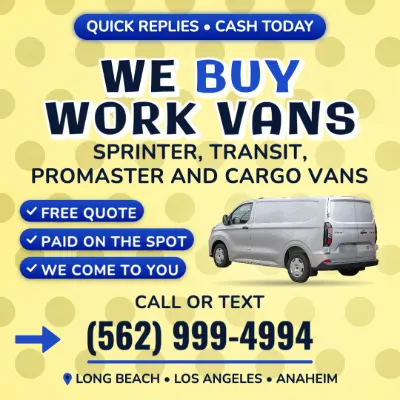 QUICK REPLIES • CASH TODAY
WE BUY
WORK VANS
SPRINTER, TRANSIT,
PROMASTER AND CARGO VANS
FREE QUOTE
PAID ON THE SPOT
WE COME TO YOU
CALL OR TEXT
(562) 999-4994
LONG BEACH • LOS ANGELES • ANAHEIM